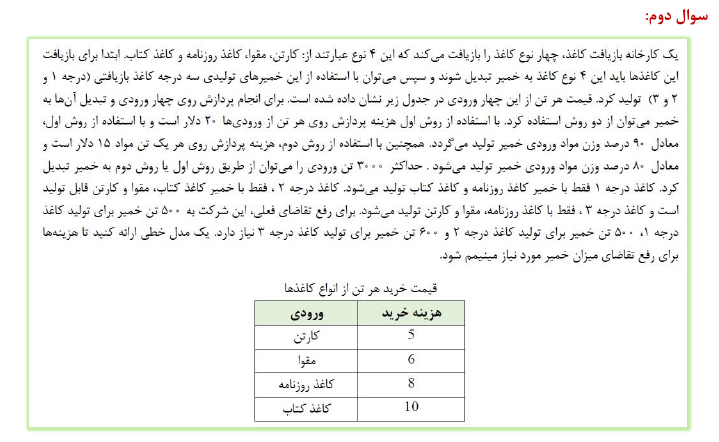 سوال دوم:
یک کارخانه بازیافت کاغذ، چهار نوع کاغذ را بازیافت می‌کند که این ۴ نوع عبارتند از: کارتن، مقوا، کاغذ روزنامه و کاغذ کتاب. ابتدا برای بازیافت
این کاغذها باید این ۴ نوع کاغذ به خمیر تبدیل شوند و سپس می‌توان با استفاده از این خمیرهای تولیدی سه درجه کاغذ بازیافتی (درجه ۱ و
۲ و ۳) تولید کرد. قیمت هر تن از این چهار ورودی در جدول زیر نشان داده شده است. برای انجام پردازش روی چهار ورودی و تبدیل آن‌ها به
خمیر می‌توان از دو روش استفاده کرد. با استفاده از روش اول هزینه پردازش روی هر تن از ورودی‌ها ۲۰ دلار است و با استفاده از روش اول،
معادل ۹۰ درصد وزن مواد ورودی خمیر تولید می‌گردد. همچنین با استفاده از روش دوم، هزینه پردازش روی هر یک تن مواد ۱۵ دلار است و
معادل ۸۰ درصد وزن مواد ورودی خمیر تولید می‌شود . حداکثر ۳۰۰۰ تن ورودی را می‌توان از طریق روش اول یا روش دوم به خمیر تبدیل
کرد. کاغذ درجه ۱ فقط با خمیر کاغذ روزنامه و کاغذ کتاب تولید می‌شود. کاغذ درجه ۲ ، فقط با خمیر کاغذ کتاب، مقوا و کارتن قابل تولید
است و کاغذ درجه ۳ ، فقط با کاغذ روزنامه، مقوا و کارتن تولید می‌شود. برای رفع تقاضای فعلی، این شرکت به ۵۰۰ تن خمیر برای تولید کاغذ
درجه ۱، ۵۰۰ تن خمیر برای تولید کاغذ درجه ۲ و ۶۰۰ تن خمیر برای تولید کاغذ درجه ۳ نیاز دارد. یک مدل خطی ارائه کنید تا هزینه‌ها
برای رفع تقاضای میزان خمیر مورد نیاز مینیمم شود.
قیمت خرید هر تن از انواع کاغذها
ورودی هزینه خرید
کارتن 5
مقوا 6
کاغذ روزنامه 8
کاغذ کتاب 10